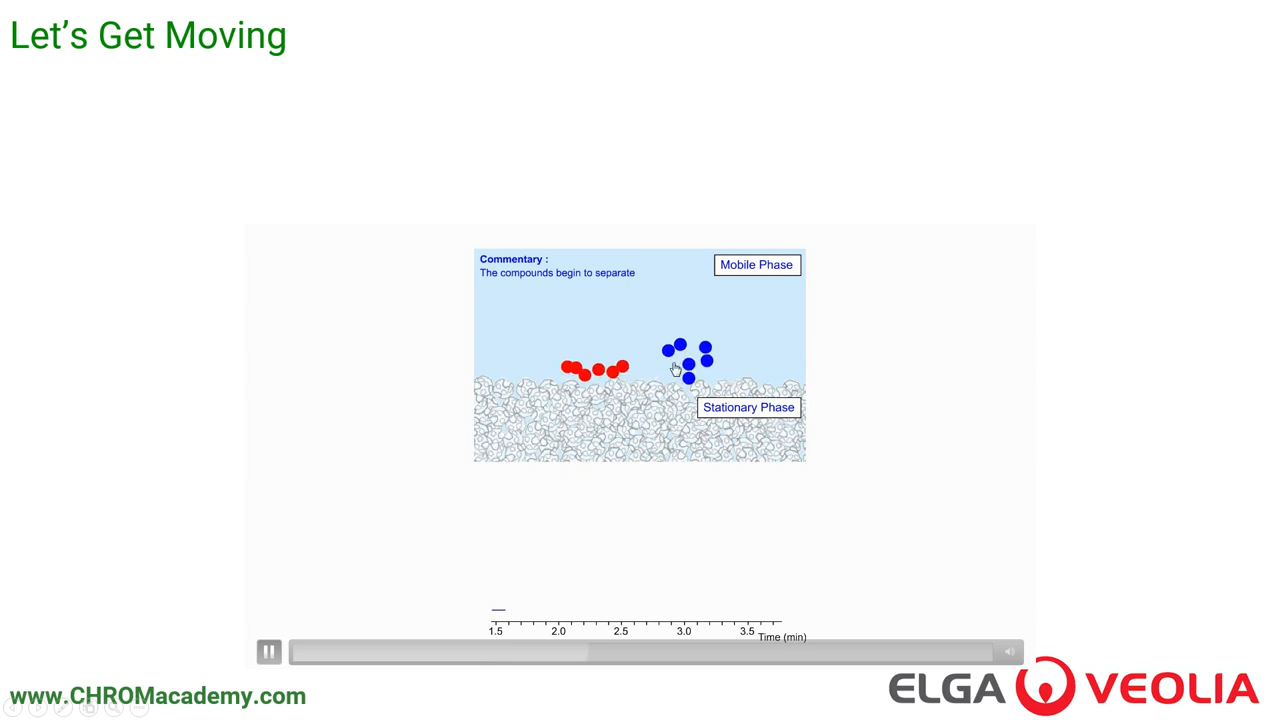 Let’s Get Moving
Commentary :
The compounds begin to separate
Mobile Phase
Stationary Phase
1.5 2.0 2.5 3.0 3.5
Time (min)
www.CHROMacademy.com
ELGA VEOLIA